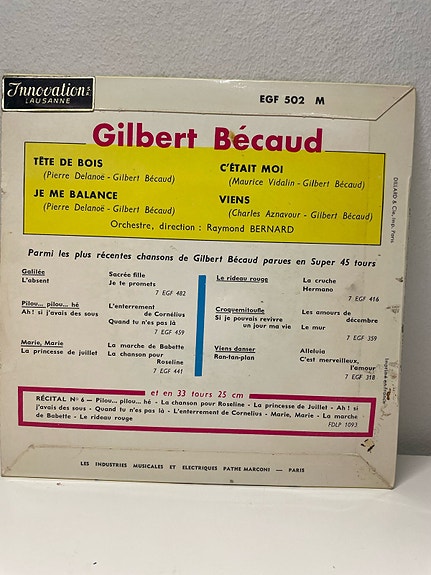 Innovation S.A.
LAUSANNE
EGF 502 M
Gilbert Bécaud
TÊTE DE BOIS
(Pierre Delanoë - Gilbert Bécaud)
JE ME BALANCE
(Pierre Delanoë - Gilbert Bécaud)
C'ÉTAIT MOI
(Maurice Vidalin - Gilbert Bécaud)
VIENS
(Charles Aznavour - Gilbert Bécaud)
Orchestre, direction : Raymond BERNARD
Parmi les plus récentes chansons de Gilbert Bécaud parues en Super 45 tours
Galilée
L'absent
Sacrée fille
Je te promets
7 EGF 482
Pilou... pilou... hé
Ah ! si j'avais des sous
L'enterrement
de Cornélius
Quand tu n'es pas là
7 EGF 459
Marie, Marie
La princesse de juillet
La marche de Babette
La chanson pour
Roseline
7 EGF 441
Le rideau rouge
La cruche
Hermano
7 EGF 416
Croquemitoufle
Si je pouvais revivre
un jour ma vie
Les amours de
décembre
Le mur
7 EGF 359
Viens danser
Ran-tan-plan
Alleluia
C'est merveilleux,
l'amour
7 EGF 318
et en 33 tours 25 cm
RÉCITAL Nº 6 — Pilou... pilou... hé - La chanson pour Roseline - La princesse de Juillet - Ah ! si
j'avais des sous - Quand tu n'es pas là - L'enterrement de Cornelius - Marie, Marie - La marche
de Babette - Le rideau rouge
FDLP 1093
LES INDUSTRIES MUSICALES ET ELECTRIQUES PATHE MARCONI — PARIS
DILLARD & Cie, Imp. Paris
Imprimé en France